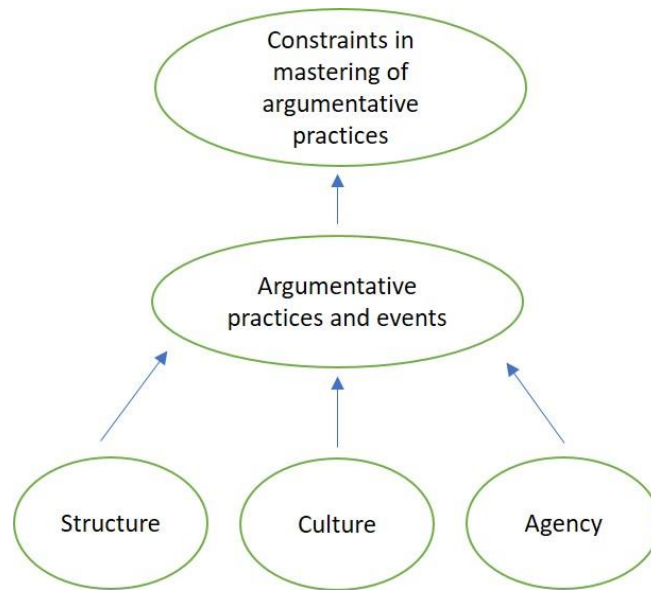 Constraints in
mastering of
argumentative
practices
Argumentative
practices and events
Structure
Culture
Agency